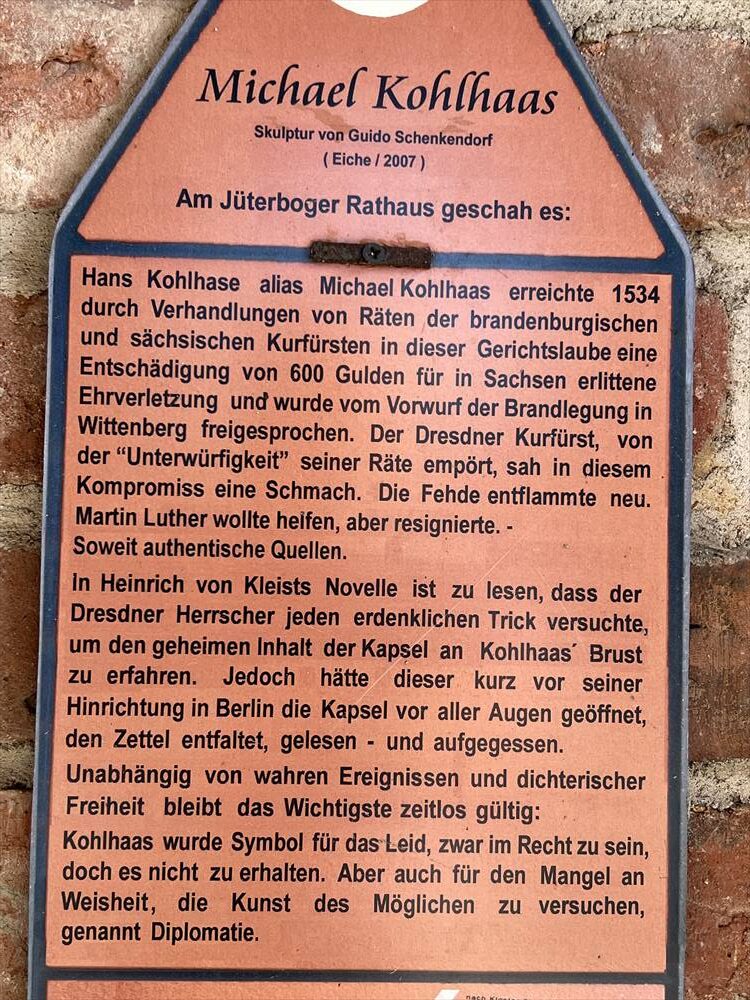 Michael Kohlhaas
Skulptur von Guido Schenkendorf
( Eiche / 2007 )
Am Jüterboger Rathaus geschah es:
Hans Kohlhase alias Michael Kohlhaas erreichte 1534
durch Verhandlungen von Räten der brandenburgischen
und sächsischen Kurfürsten in dieser Gerichtslaube eine
Entschädigung von 600 Gulden für in Sachsen erlittene
Ehrverletzung und wurde vom Vorwurf der Brandlegung in
Wittenberg freigesprochen. Der Dresdner Kurfürst, von
der “Unterwürfigkeit” seiner Räte empört, sah in diesem
Kompromiss eine Schmach. Die Fehde entflammte neu.
Martin Luther wollte helfen, aber resignierte. -
Soweit authentische Quellen.
In Heinrich von Kleists Novelle ist zu lesen, dass der
Dresdner Herrscher jeden erdenklichen Trick versuchte,
um den geheimen Inhalt der Kapsel an Kohlhaas´ Brust
zu erfahren. Jedoch hätte dieser kurz vor seiner
Hinrichtung in Berlin die Kapsel vor aller Augen geöffnet,
den Zettel entfaltet, gelesen - und aufgegessen.
Unabhängig von wahren Ereignissen und dichterischer
Freiheit bleibt das Wichtigste zeitlos gültig:
Kohlhaas wurde Symbol für das Leid, zwar im Recht zu sein,
doch es nicht zu erhalten. Aber auch für den Mangel an
Weisheit, die Kunst des Möglichen zu versuchen,
genannt Diplomatie.